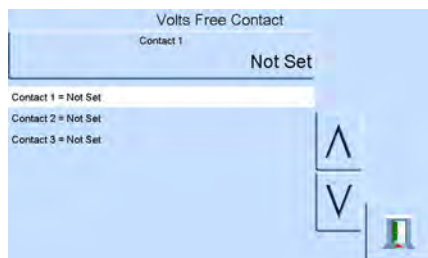 Volts Free Contact
Contact 1
Not Set
Contact 1 = Not Set
Contact 2 = Not Set
Contact 3 = Not Set